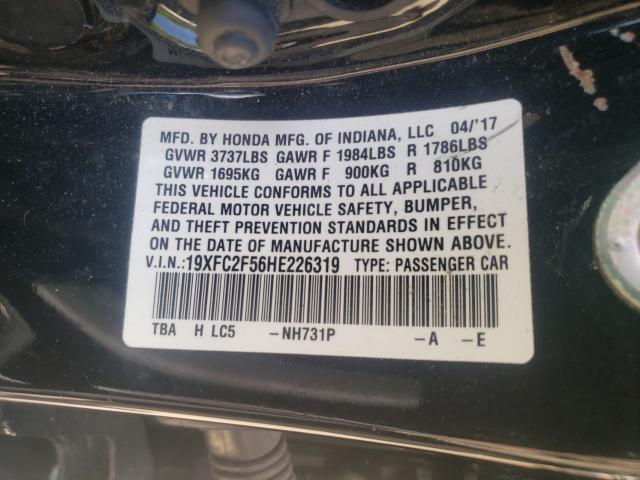 MFD. BY HONDA MFG. OF INDIANA, LLC 04/'17
GVWR 3737LBS GAWR F 1984LBS R 1786LBS
GVWR 1695KG GAWR F 900KG R 810KG
THIS VEHICLE CONFORMS TO ALL APPLICABLE
FEDERAL MOTOR VEHICLE SAFETY, BUMPER,
AND THEFT PREVENTION STANDARDS IN EFFECT
ON THE DATE OF MANUFACTURE SHOWN ABOVE.
V.I.N.:19XFC2F56HE226319 TYPE: PASSENGER CAR
TBA H LC5 -NH731P -A -E